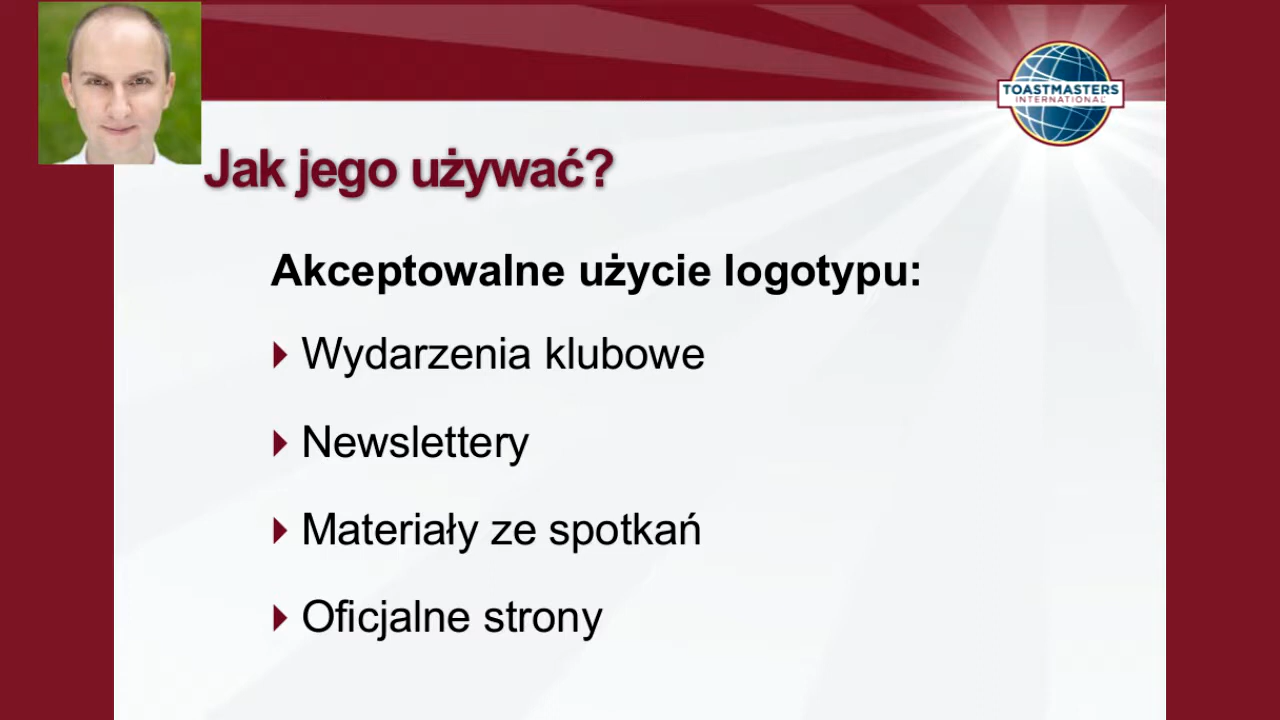 TOASTMASTERS
INTERNATIONAL
Jak jego używać?
Akceptowalne użycie logotypu:
Wydarzenia klubowe
Newslettery
Materiały ze spotkań
Oficjalne strony